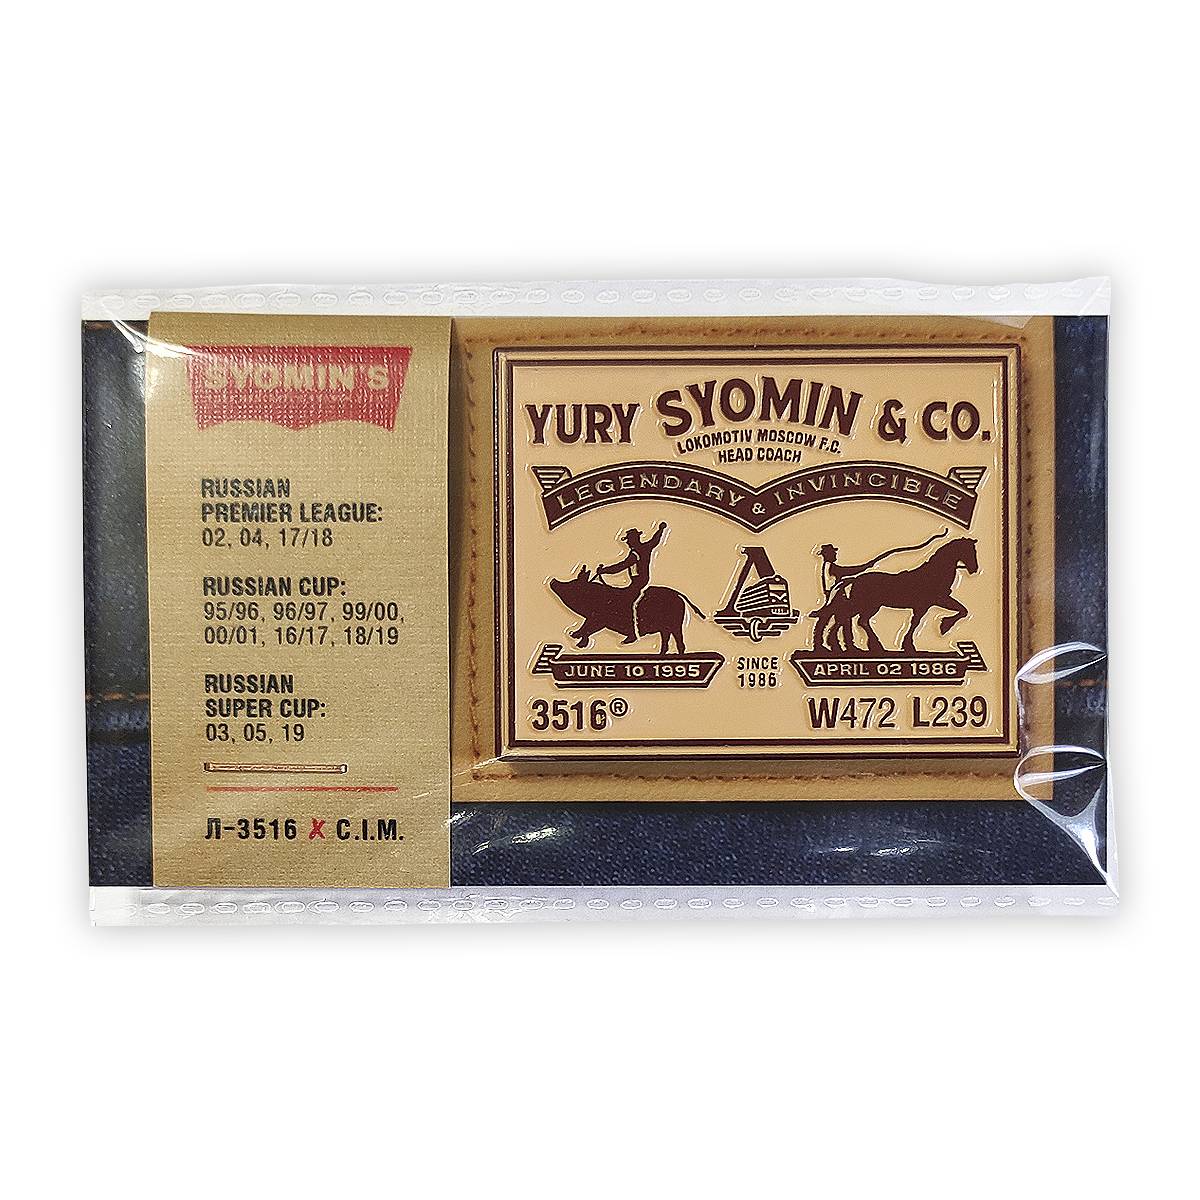 SYOMIN'S
RUSSIAN
PREMIER LEAGUE:
02, 04, 17/18
RUSSIAN CUP:
95/96, 96/97, 99/00,
00/01, 16/17, 18/19
RUSSIAN
SUPER CUP:
03, 05, 19
Л-3516 X C.I.M.
YURY SYOMIN & CO.
LOKOMOTIV MOSCOW F.C.
HEAD COACH
LEGENDARY & INVINCIBLE
JUNE 10 1995
SINCE
1986
APRIL 02 1986
3516®
W472 L239